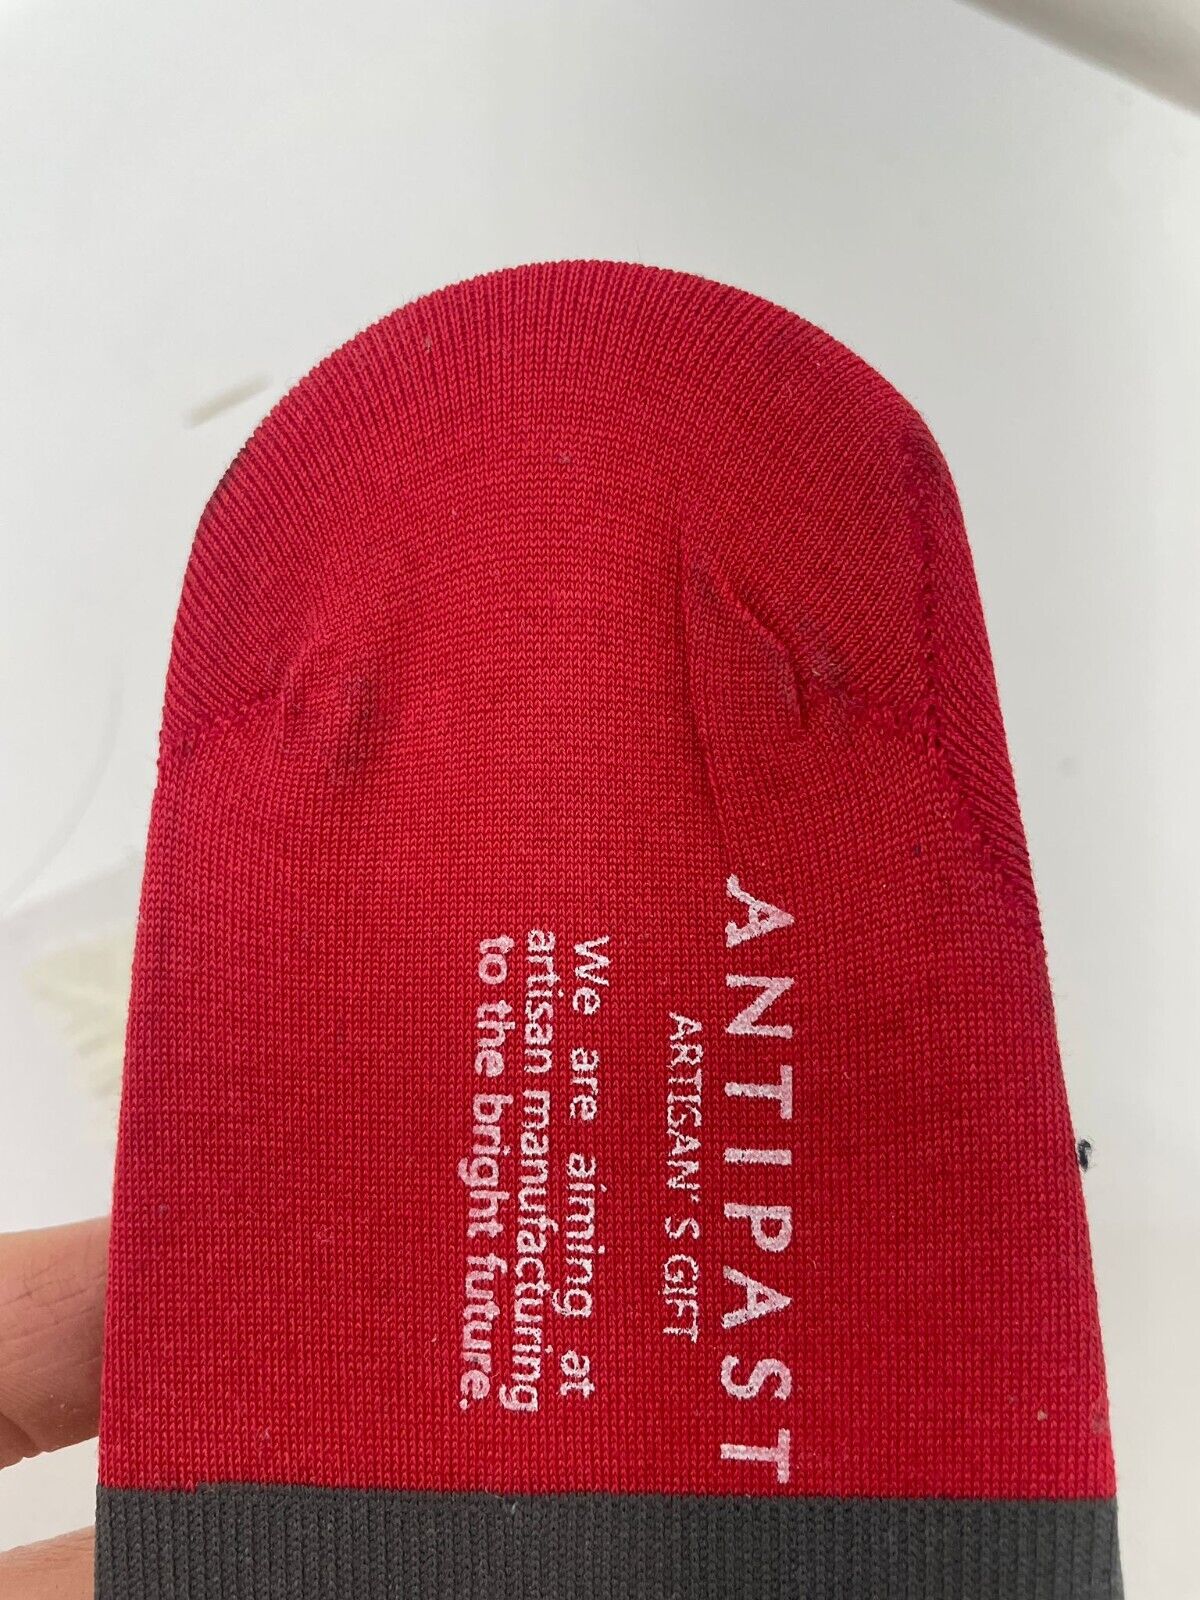 ANTIPAST
ARTISAN'S GIFT
We are aiming at
artisan manufacturing
to the bright future.